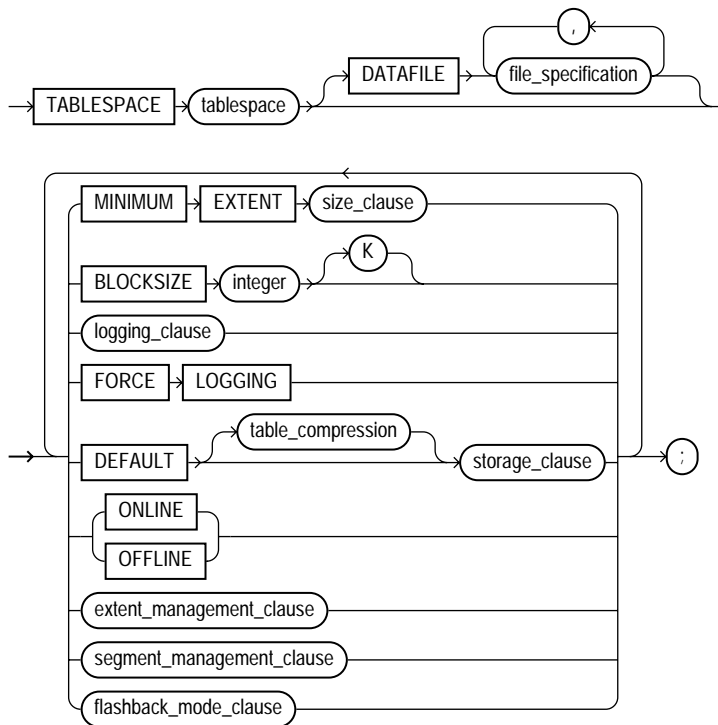 ,
DATAFILE file_specification
TABLESPACE tablespace
MINIMUM EXTENT size_clause
K
BLOCKSIZE integer
logging_clause
FORCE LOGGING
table_compression
DEFAULT storage_clause ;
ONLINE
OFFLINE
extent_management_clause
segment_management_clause
flashback_mode_clause